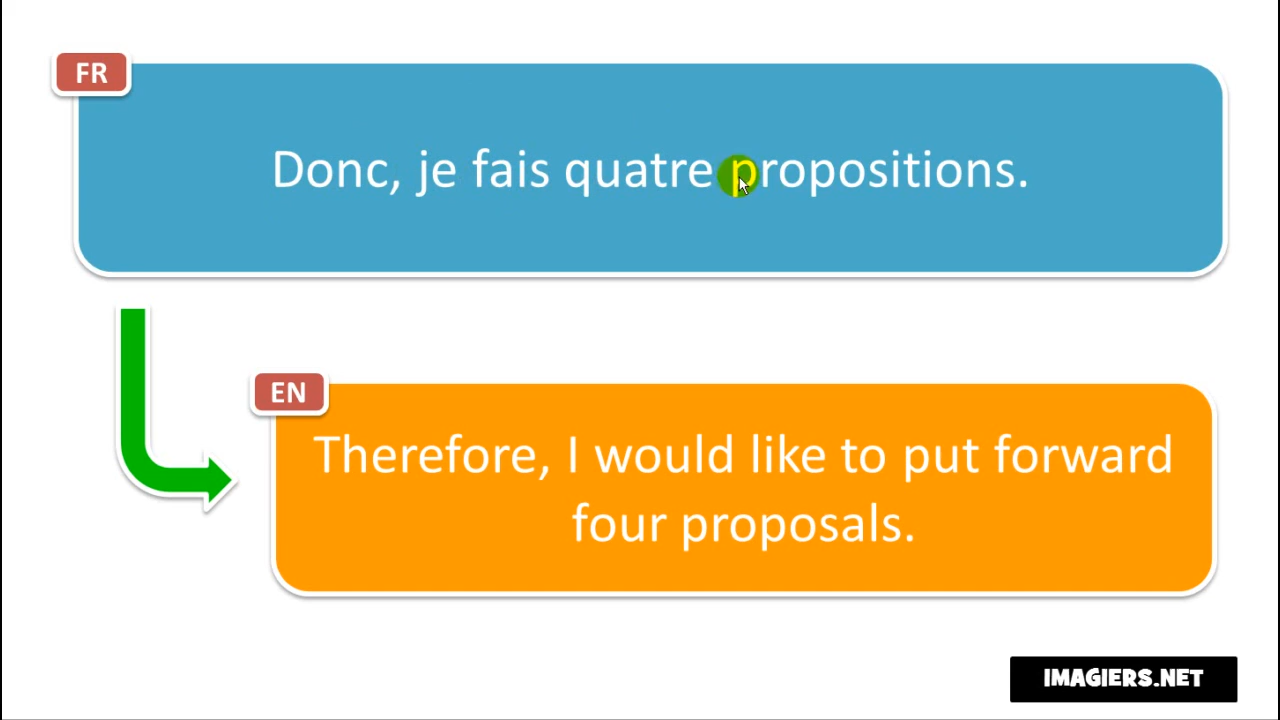 FR
Donc, je fais quatre propositions.
EN
Therefore, I would like to put forward
four proposals.
IMAGIERS.NET